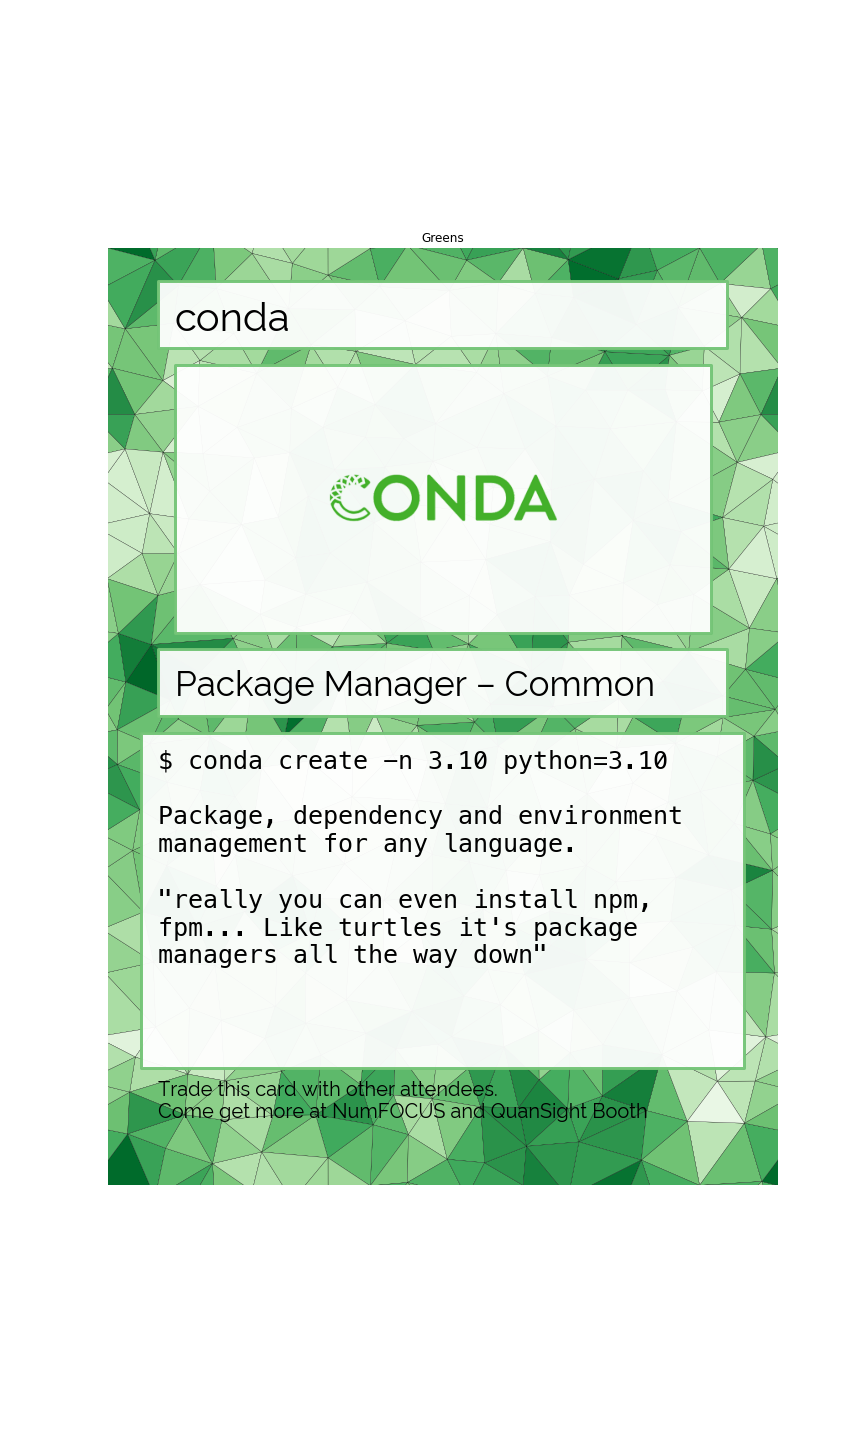 Greens
conda
CONDA
Package Manager – Common
$ conda create −n 3.10 python=3.10
Package, dependency and environment
management for any language.
"really you can even install npm,
fpm... Like turtles it's package
managers all the way down"
Trade this card with other attendees.
Come get more at NumFOCUS and QuanSight Booth